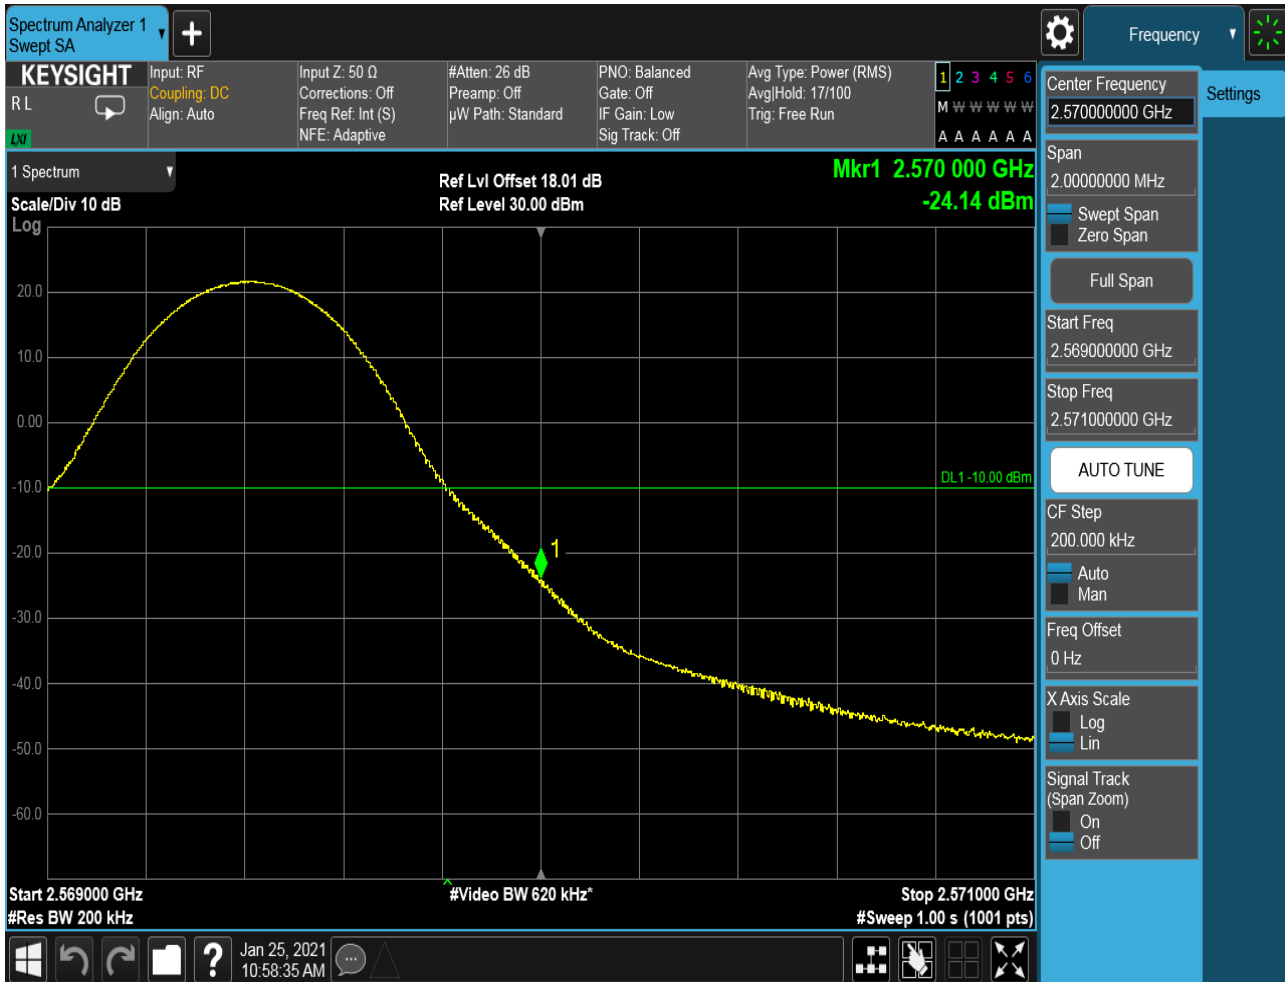 Spectrum Analyzer 1
Swept SA
Frequency
KEYSIGHT
R L
LXI
Input: RF
Coupling: DC
Align: Auto
Input Z: 50 Ω
Corrections: Off
Freq Ref: Int (S)
NFE: Adaptive
#Atten: 26 dB
Preamp: Off
µW Path: Standard
PNO: Balanced
Gate: Off
IF Gain: Low
Sig Track: Off
Avg Type: Power (RMS)
Avg|Hold: 17/100
Trig: Free Run
1 2 3 4 5 6
M W W W W W
A A A A A A
1 Spectrum
Scale/Div 10 dB
Log
Ref Lvl Offset 18.01 dB
Ref Level 30.00 dBm
Mkr1 2.570 000 GHz
-24.14 dBm
20.0
10.0
0.00
-10.0
-20.0
-30.0
-40.0
-50.0
-60.0
DL1 -10.00 dBm
1
Start 2.569000 GHz
#Res BW 200 kHz
#Video BW 620 kHz*
Stop 2.571000 GHz
#Sweep 1.00 s (1001 pts)
?
Jan 25, 2021
10:58:35 AM
Center Frequency
2.570000000 GHz
Settings
Span
2.00000000 MHz
Swept Span
Zero Span
Full Span
Start Freq
2.569000000 GHz
Stop Freq
2.571000000 GHz
AUTO TUNE
CF Step
200.000 kHz
Auto
Man
Freq Offset
0 Hz
X Axis Scale
Log
Lin
Signal Track
(Span Zoom)
On
Off